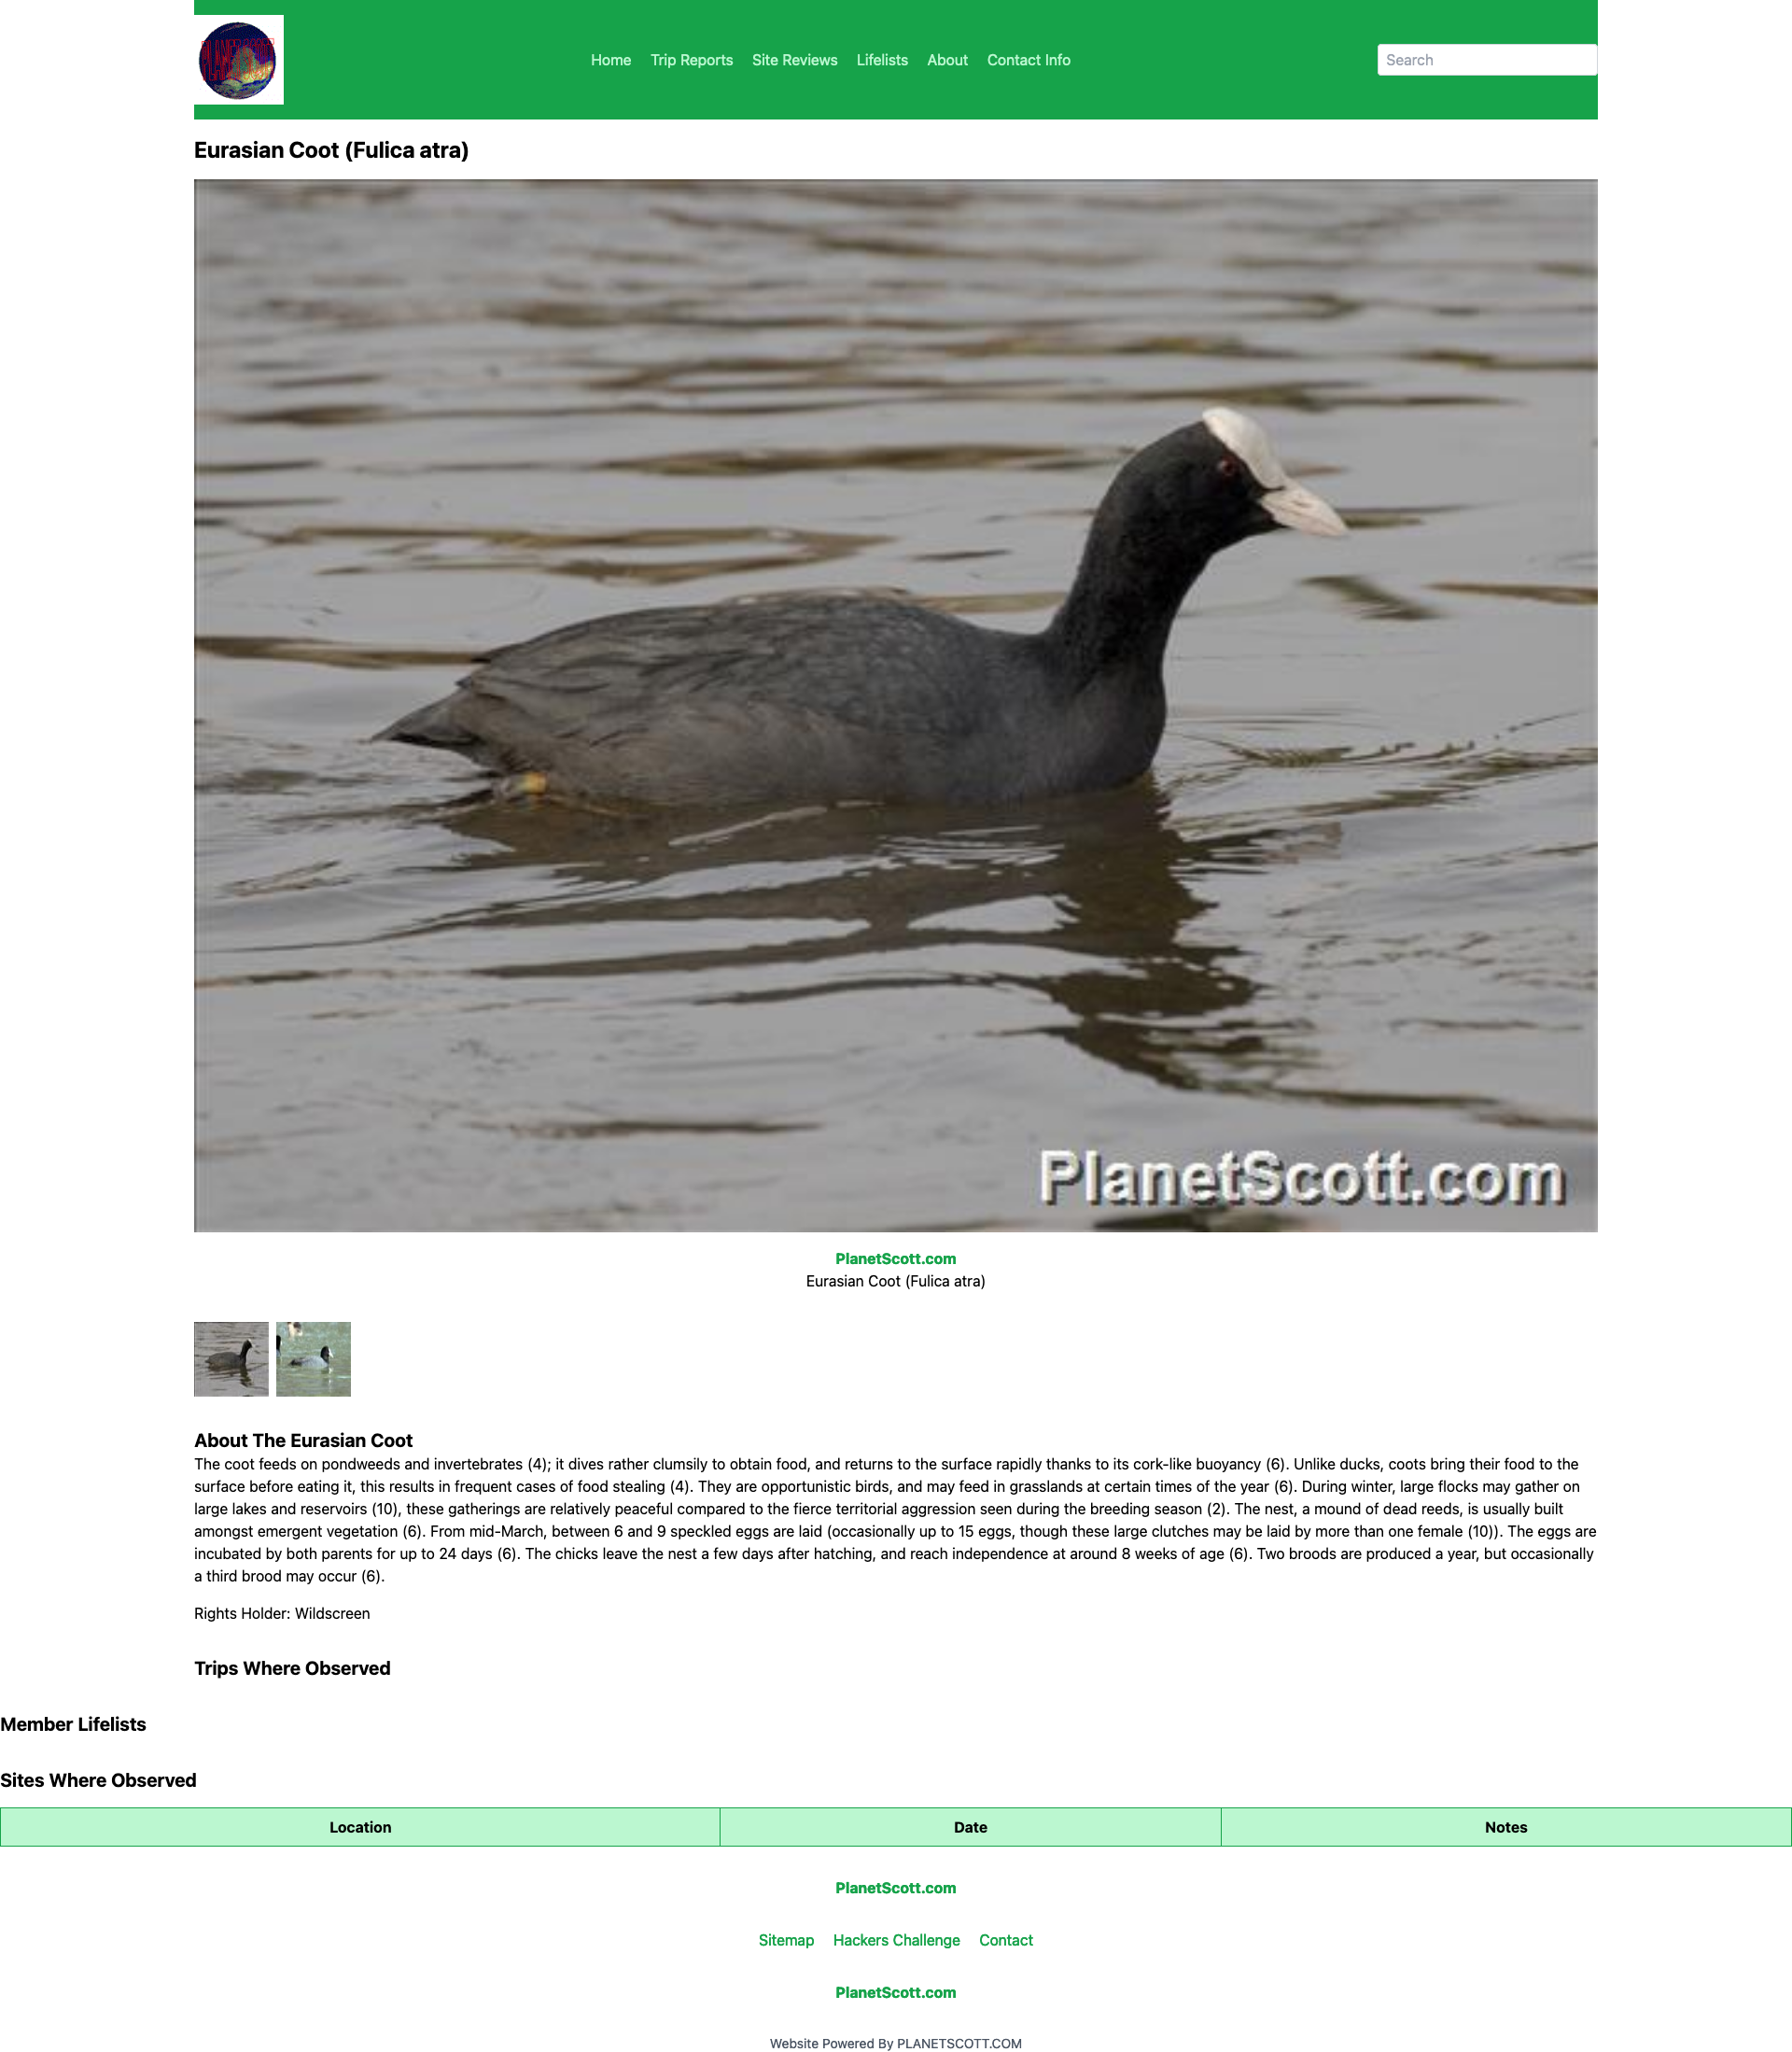 Home Trip Reports Site Reviews Lifelists About Contact Info Search
Eurasian Coot (Fulica atra)
PlanetScott.com
PlanetScott.com
Eurasian Coot (Fulica atra)
About The Eurasian Coot
The coot feeds on pondweeds and invertebrates (4); it dives rather clumsily to obtain food, and returns to the surface rapidly thanks to its cork-like buoyancy (6). Unlike ducks, coots bring their food to the
surface before eating it, this results in frequent cases of food stealing (4). They are opportunistic birds, and may feed in grasslands at certain times of the year (6). During winter, large flocks may gather on
large lakes and reservoirs (10), these gatherings are relatively peaceful compared to the fierce territorial aggression seen during the breeding season (2). The nest, a mound of dead reeds, is usually built
amongst emergent vegetation (6). From mid-March, between 6 and 9 speckled eggs are laid (occasionally up to 15 eggs, though these large clutches may be laid by more than one female (10)). The eggs are
incubated by both parents for up to 24 days (6). The chicks leave the nest a few days after hatching, and reach independence at around 8 weeks of age (6). Two broods are produced a year, but occasionally
a third brood may occur (6).
Rights Holder: Wildscreen
Trips Where Observed
Member Lifelists
Sites Where Observed
Location Date Notes
PlanetScott.com
Sitemap Hackers Challenge Contact
PlanetScott.com
Website Powered By PLANETSCOTT.COM